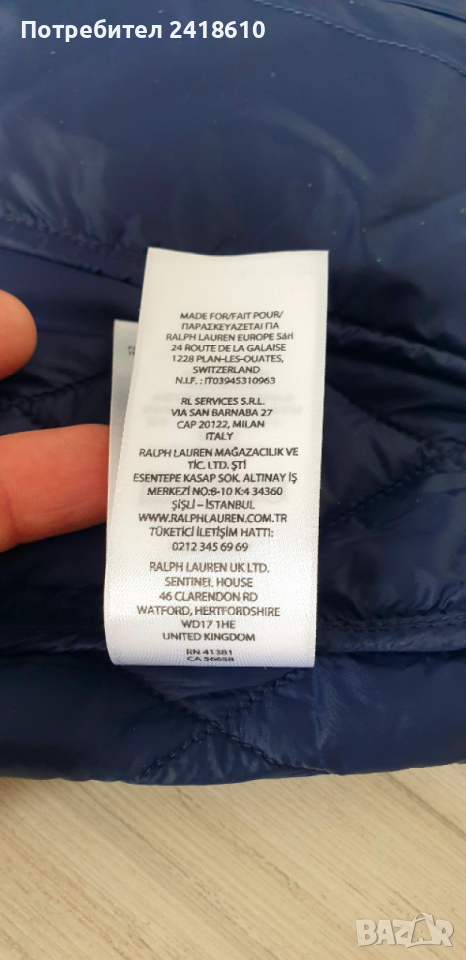 Потребител 2418610
MADE FOR/FAIT POUR/
ΠΑΡΑΣΚΕΥΑΖΕΤΑΙ ΓΙΑ
RALPH LAUREN EUROPE Sàrl
24 ROUTE DE LA GALAISE
1228 PLAN-LES-OUATES,
SWITZERLAND
N.I.F. : IT03945310963
RL SERVICES S.R.L.
VIA SAN BARNABA 27
CAP 20122, MILAN
ITALY
RALPH LAUREN MAĞAZACILIK VE
TİC. LTD. ŞTİ
ESENTEPE KASAP SOK. ALTINAY İŞ
MERKEZİ NO:8-10 K:4 34360
ŞİŞLİ – İSTANBUL
WWW.RALPHLAUREN.COM.TR
TÜKETİCİ İLETİŞİM HATTI:
0212 345 69 69
RALPH LAUREN UK LTD.
SENTINEL HOUSE
46 CLARENDON RD
WATFORD, HERTFORDSHIRE
WD17 1HE
UNITED KINGDOM
RN 41381
CA 56658
BAZAR